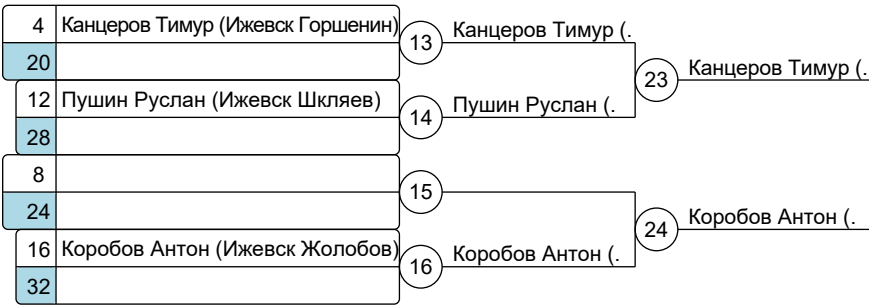 4 Канцеров Тимур (Ижевск Горшенин)
20
13 Канцеров Тимур (.
23 Канцеров Тимур (.
12 Пушин Руслан (Ижевск Шкляев)
28
14 Пушин Руслан (.
8
24
15
24 Коробов Антон (.
16 Коробов Антон (Ижевск Жолобов)
32
16 Коробов Антон (.